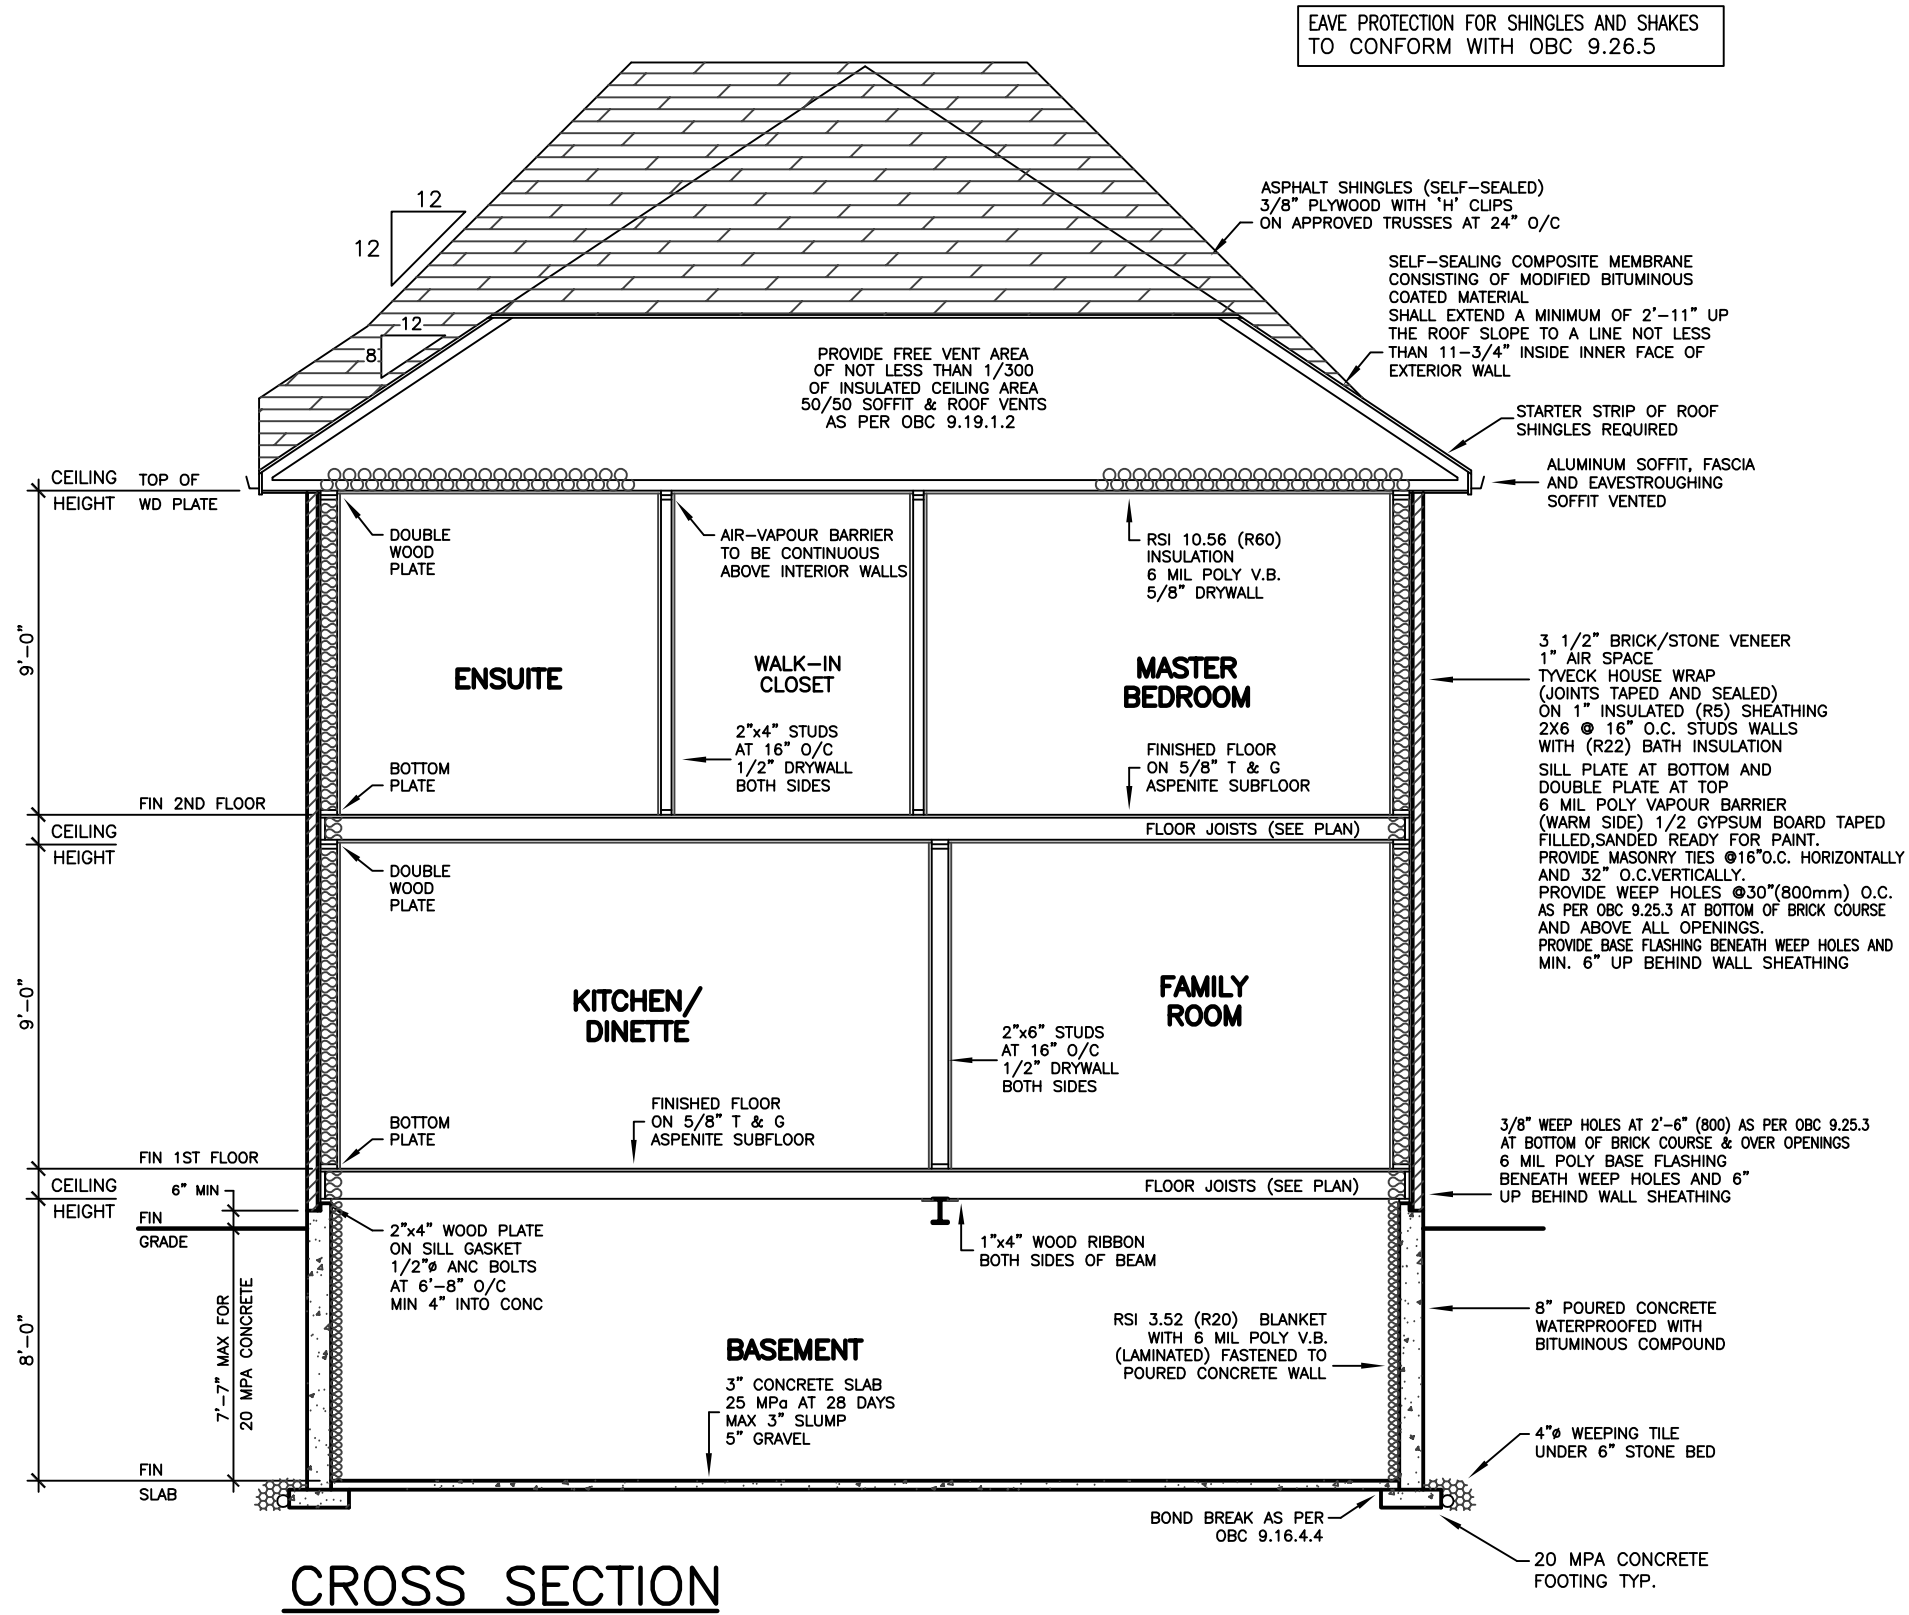 EAVE PROTECTION FOR SHINGLES AND SHAKES
TO CONFORM WITH OBC 9.26.5
12
12
12
8
ASPHALT SHINGLES (SELF-SEALED)
3/8" PLYWOOD WITH 'H' CLIPS
ON APPROVED TRUSSES AT 24" O/C
SELF-SEALING COMPOSITE MEMBRANE
CONSISTING OF MODIFIED BITUMINOUS
COATED MATERIAL
SHALL EXTEND A MINIMUM OF 2'-11" UP
THE ROOF SLOPE TO A LINE NOT LESS
THAN 11-3/4" INSIDE INNER FACE OF
EXTERIOR WALL
PROVIDE FREE VENT AREA
OF NOT LESS THAN 1/300
OF INSULATED CEILING AREA
50/50 SOFFIT & ROOF VENTS
AS PER OBC 9.19.1.2
STARTER STRIP OF ROOF
SHINGLES REQUIRED
ALUMINUM SOFFIT, FASCIA
AND EAVESTROUGHING
SOFFIT VENTED
CEILING
HEIGHT
TOP OF
WD PLATE
DOUBLE
WOOD
PLATE
AIR-VAPOUR BARRIER
TO BE CONTINUOUS
ABOVE INTERIOR WALLS
RSI 10.56 (R60)
INSULATION
6 MIL POLY V.B.
5/8" DRYWALL
9'-0"
ENSUITE
WALK-IN
CLOSET
MASTER
BEDROOM
3 1/2" BRICK/STONE VENEER
1" AIR SPACE
TYVECK HOUSE WRAP
(JOINTS TAPED AND SEALED)
ON 1" INSULATED (R5) SHEATHING
2X6 @ 16" O.C. STUDS WALLS
WITH (R22) BATH INSULATION
SILL PLATE AT BOTTOM AND
DOUBLE PLATE AT TOP
6 MIL POLY VAPOUR BARRIER
(WARM SIDE) 1/2 GYPSUM BOARD TAPED
FILLED,SANDED READY FOR PAINT.
PROVIDE MASONRY TIES @16"O.C. HORIZONTALLY
AND 32" O.C.VERTICALLY.
PROVIDE WEEP HOLES @30"(800mm) O.C.
AS PER OBC 9.25.3 AT BOTTOM OF BRICK COURSE
AND ABOVE ALL OPENINGS.
PROVIDE BASE FLASHING BENEATH WEEP HOLES AND
MIN. 6" UP BEHIND WALL SHEATHING
2"x4" STUDS
AT 16" O/C
1/2" DRYWALL
BOTH SIDES
FINISHED FLOOR
ON 5/8" T & G
ASPENITE SUBFLOOR
BOTTOM
PLATE
FIN 2ND FLOOR
CEILING
HEIGHT
FLOOR JOISTS (SEE PLAN)
DOUBLE
WOOD
PLATE
9'-0"
KITCHEN/
DINETTE
FAMILY
ROOM
2"x6" STUDS
AT 16" O/C
1/2" DRYWALL
BOTH SIDES
FINISHED FLOOR
ON 5/8" T & G
ASPENITE SUBFLOOR
BOTTOM
PLATE
3/8" WEEP HOLES AT 2'-6" (800) AS PER OBC 9.25.3
AT BOTTOM OF BRICK COURSE & OVER OPENINGS
6 MIL POLY BASE FLASHING
BENEATH WEEP HOLES AND 6"
UP BEHIND WALL SHEATHING
FIN 1ST FLOOR
CEILING
HEIGHT
6" MIN
FIN
GRADE
FLOOR JOISTS (SEE PLAN)
2"x4" WOOD PLATE
ON SILL GASKET
1/2"ø ANC BOLTS
AT 6'-8" O/C
MIN 4" INTO CONC
1"x4" WOOD RIBBON
BOTH SIDES OF BEAM
8'-0"
7'-7" MAX FOR
20 MPA CONCRETE
RSI 3.52 (R20) BLANKET
WITH 6 MIL POLY V.B.
(LAMINATED) FASTENED TO
POURED CONCRETE WALL
8" POURED CONCRETE
WATERPROOFED WITH
BITUMINOUS COMPOUND
BASEMENT
3" CONCRETE SLAB
25 MPa AT 28 DAYS
MAX 3" SLUMP
5" GRAVEL
4"ø WEEPING TILE
UNDER 6" STONE BED
FIN
SLAB
BOND BREAK AS PER
OBC 9.16.4.4
20 MPA CONCRETE
FOOTING TYP.
CROSS SECTION